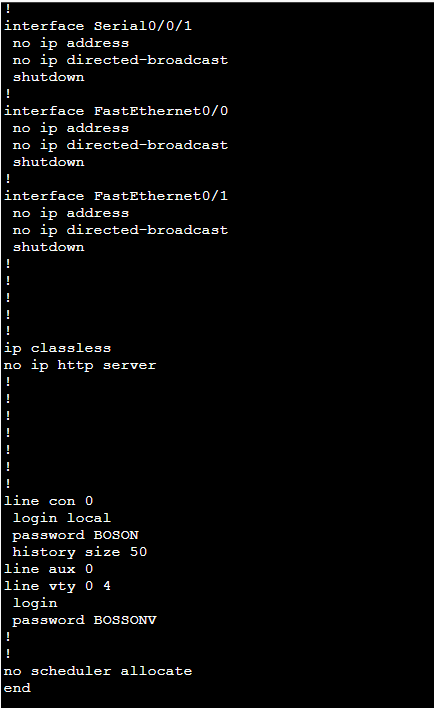 !
interface Serial0/0/1
 no ip address
 no ip directed-broadcast
 shutdown
!
interface FastEthernet0/0
 no ip address
 no ip directed-broadcast
 shutdown
!
interface FastEthernet0/1
 no ip address
 no ip directed-broadcast
 shutdown
!
!
!
!
!
ip classless
no ip http server
!
!
!
!
!
!
!
line con 0
 login local
 password BOSON
 history size 50
line aux 0
line vty 0 4
 login
 password BOSSONV
!
!
no scheduler allocate
end